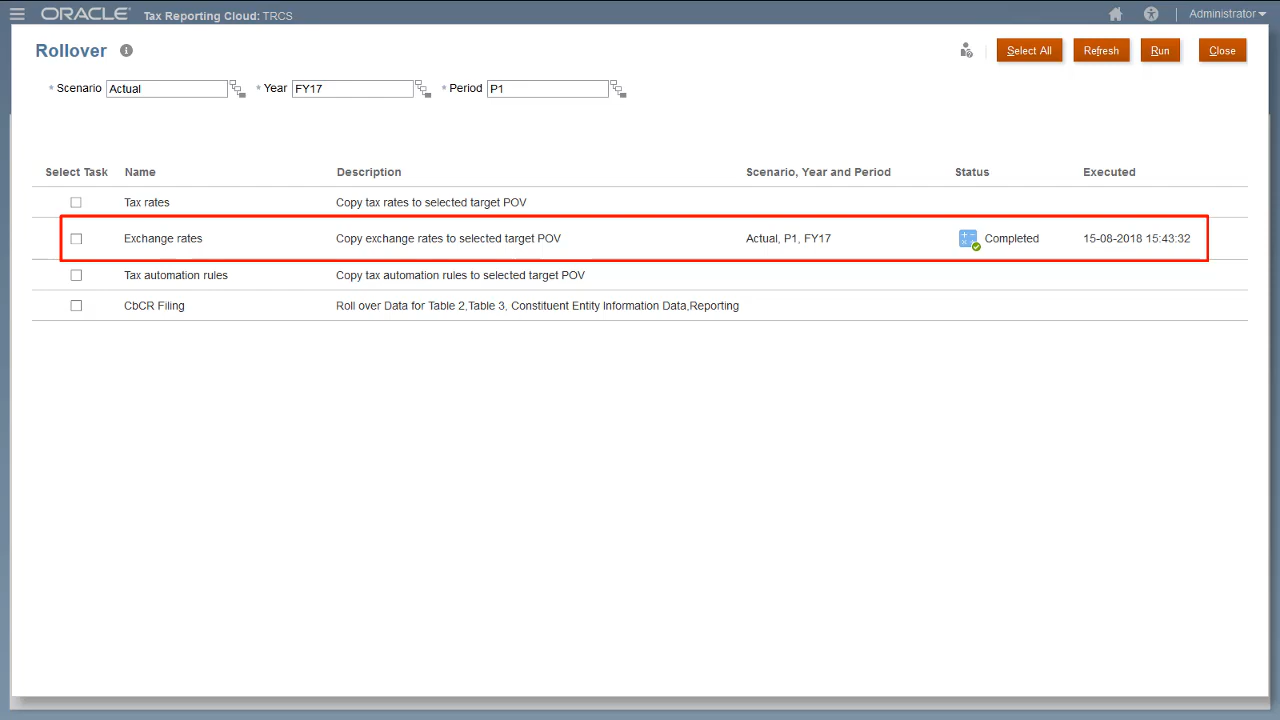 ORACLE® Tax Reporting Cloud: TRCS Administrator
Rollover Select All Refresh Run Close
* Scenario Actual * Year FY17 * Period P1
Select Task Name Description Scenario, Year and Period Status Executed
Tax rates Copy tax rates to selected target POV
Exchange rates Copy exchange rates to selected target POV Actual, P1, FY17 Completed 15-08-2018 15:43:32
Tax automation rules Copy tax automation rules to selected target POV
CbCR Filing Roll over Data for Table 2,Table 3, Constituent Entity Information Data,Reporting